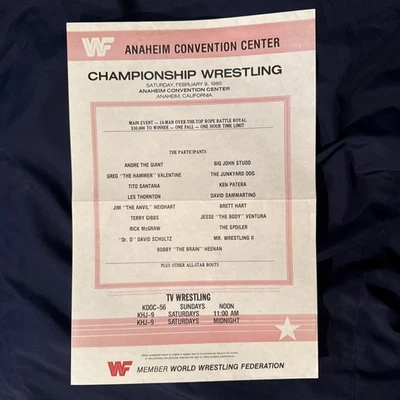 WF ANAHEIM CONVENTION CENTER
CHAMPIONSHIP WRESTLING
SATURDAY, FEBRUARY 9, 1985
ANAHEIM CONVENTION CENTER
ANAHEIM, CALIFORNIA
MAIN EVENT — 16-MAN OVER-THE-TOP ROPE BATTLE ROYAL
$30,000 TO WINNER — ONE FALL — ONE HOUR TIME LIMIT
THE PARTICIPANTS
ANDRE THE GIANT BIG JOHN STUDD
GREG "THE HAMMER" VALENTINE THE JUNKYARD DOG
TITO SANTANA KEN PATERA
LES THORNTON DAVID SAMMARTINO
JIM "THE ANVIL" NEIDHART BRETT HART
TERRY GIBBS JESSE "THE BODY" VENTURA
RICK McGRAW THE SPOILER
"Dr. D" DAVID SCHULTZ MR. WRESTLING II
BOBBY "THE BRAIN" HEENAN
PLUS OTHER ALL-STAR BOUTS
TV WRESTLING
KDOC-56 SUNDAYS NOON
KHJ-9 SATURDAYS 11:00 AM
KHJ-9 SATURDAYS MIDNIGHT
WF MEMBER WORLD WRESTLING FEDERATION